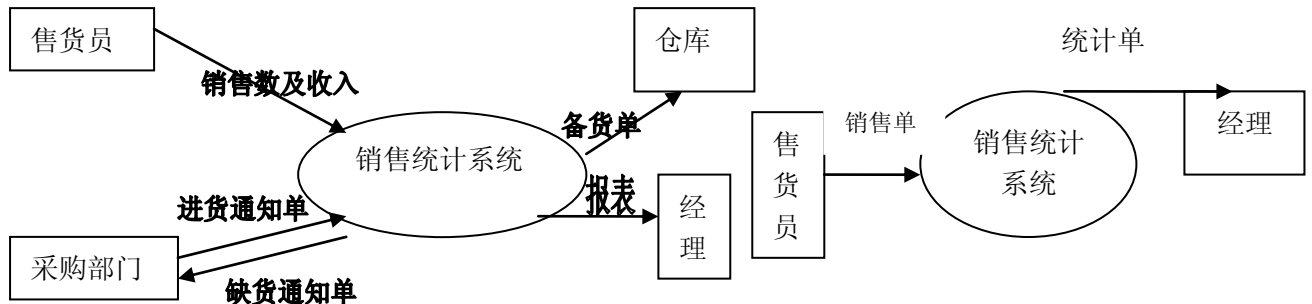 售货员
销售数及收入
仓库
备货单
销售统计系统
报表
经
理
进货通知单
采购部门
缺货通知单
售
货
员
销售单
销售统计
系统
统计单
经理